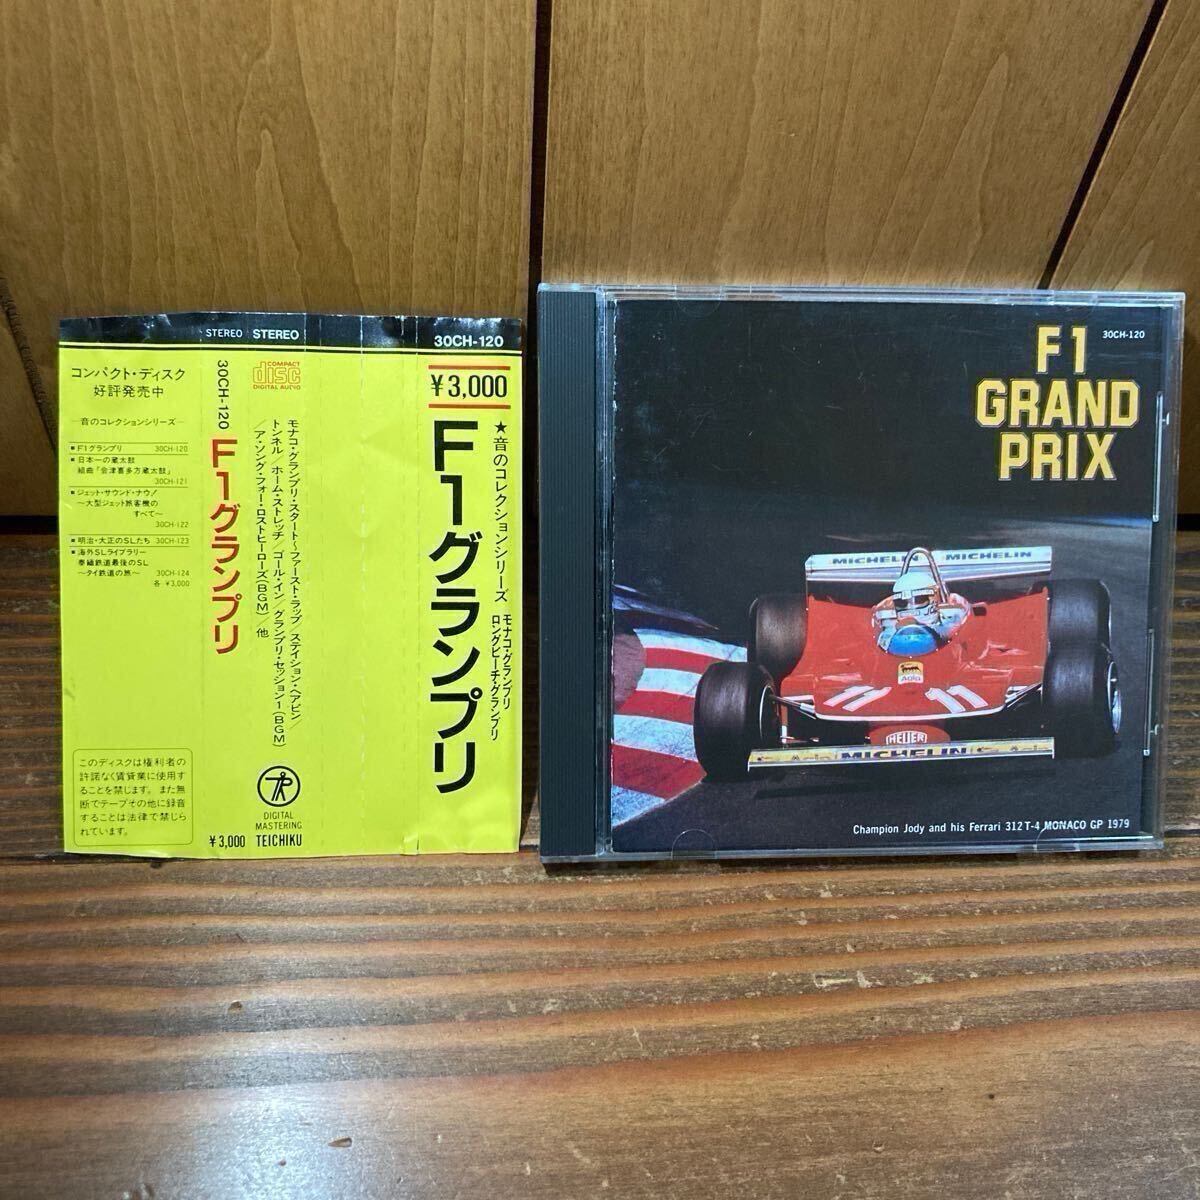 STEREO STEREO
30CH-120
コンパクト・ディスク
好評発売中
―音のコレクションシリーズ―
■F1グランプリ 30CH-120
■日本一の蔵太鼓
組曲「会津喜多方蔵太鼓」
30CH-121
■ジェット・サウンド・ナウ!
〜大型ジェット旅客機の
すべて〜
30CH-122
■明治・大正のSLたち 30CH-123
■海外SLライブラリー
泰緬鉄道最後のSL
〜タイ鉄道の旅〜 30CH-124
各 ¥3,000
このディスクは権利者の
許諾なく賃貸業に使用す
ることを禁じます。また無
断でテープその他に録音
することは法律で禁じら
れています。
30CH-120
F1グランプリ
¥3,000
COMPACT
disc
DIGITAL AUDIO
モナコ・グランプリ・スタート〜ファースト・ラップ ステイション・ヘアピン/
トンネル/ホーム・ストレッチ/ゴール・イン/グランプリ・セッション1(BGM)
/ア・ソング・フォー・ロストヒーローズ(BGM)/他
DIGITAL
MASTERING
TEICHIKU
¥3,000
★音のコレクションシリーズ
モナコ・グランプリ
ロングビーチ・グランプリ
F1グランプリ
F1
GRAND
PRIX
30CH-120
MICHELIN MICHELIN
Agip
11 11
HEUER
Agip MICHELIN Agip
Champion Jody and his Ferrari 312T-4 MONACO GP 1979